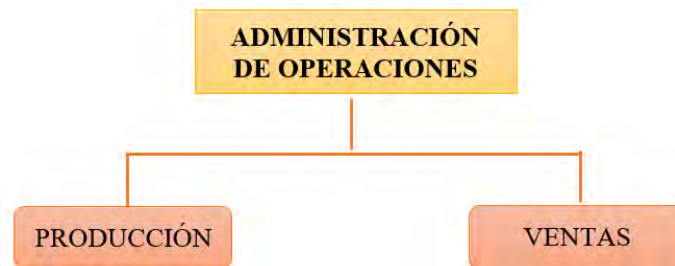 ADMINISTRACIÓN
DE OPERACIONES
PRODUCCIÓN
VENTAS